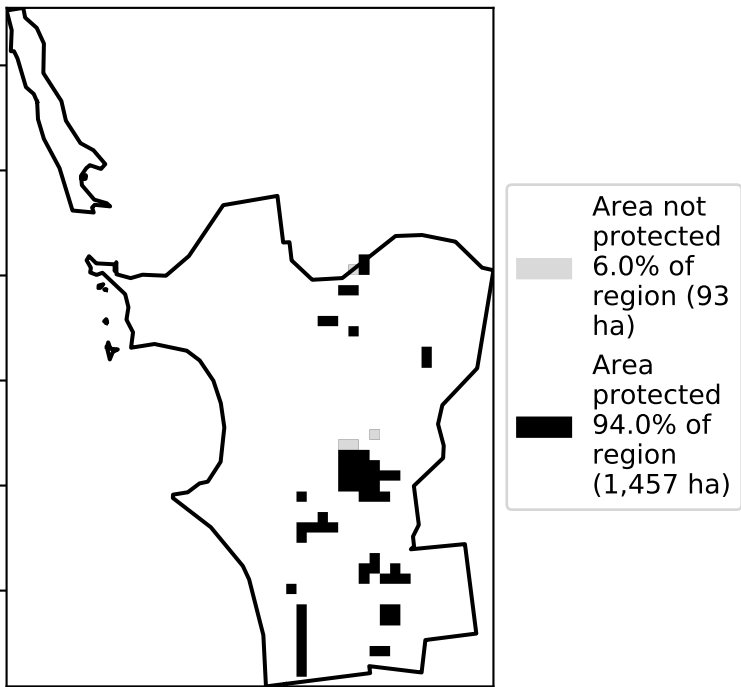 Area not
protected
6.0% of
region (93
ha)
Area
protected
94.0% of
region
(1,457 ha)